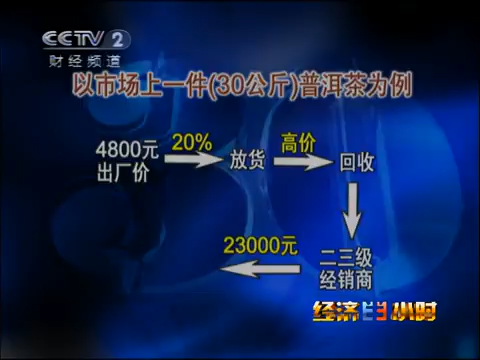 CCTV 2
财经频道
以市场上一件(30公斤)普洱茶为例
4800元
出厂价
20%
放货
高价
回收
23000元
二三级
经销商
经济半小时